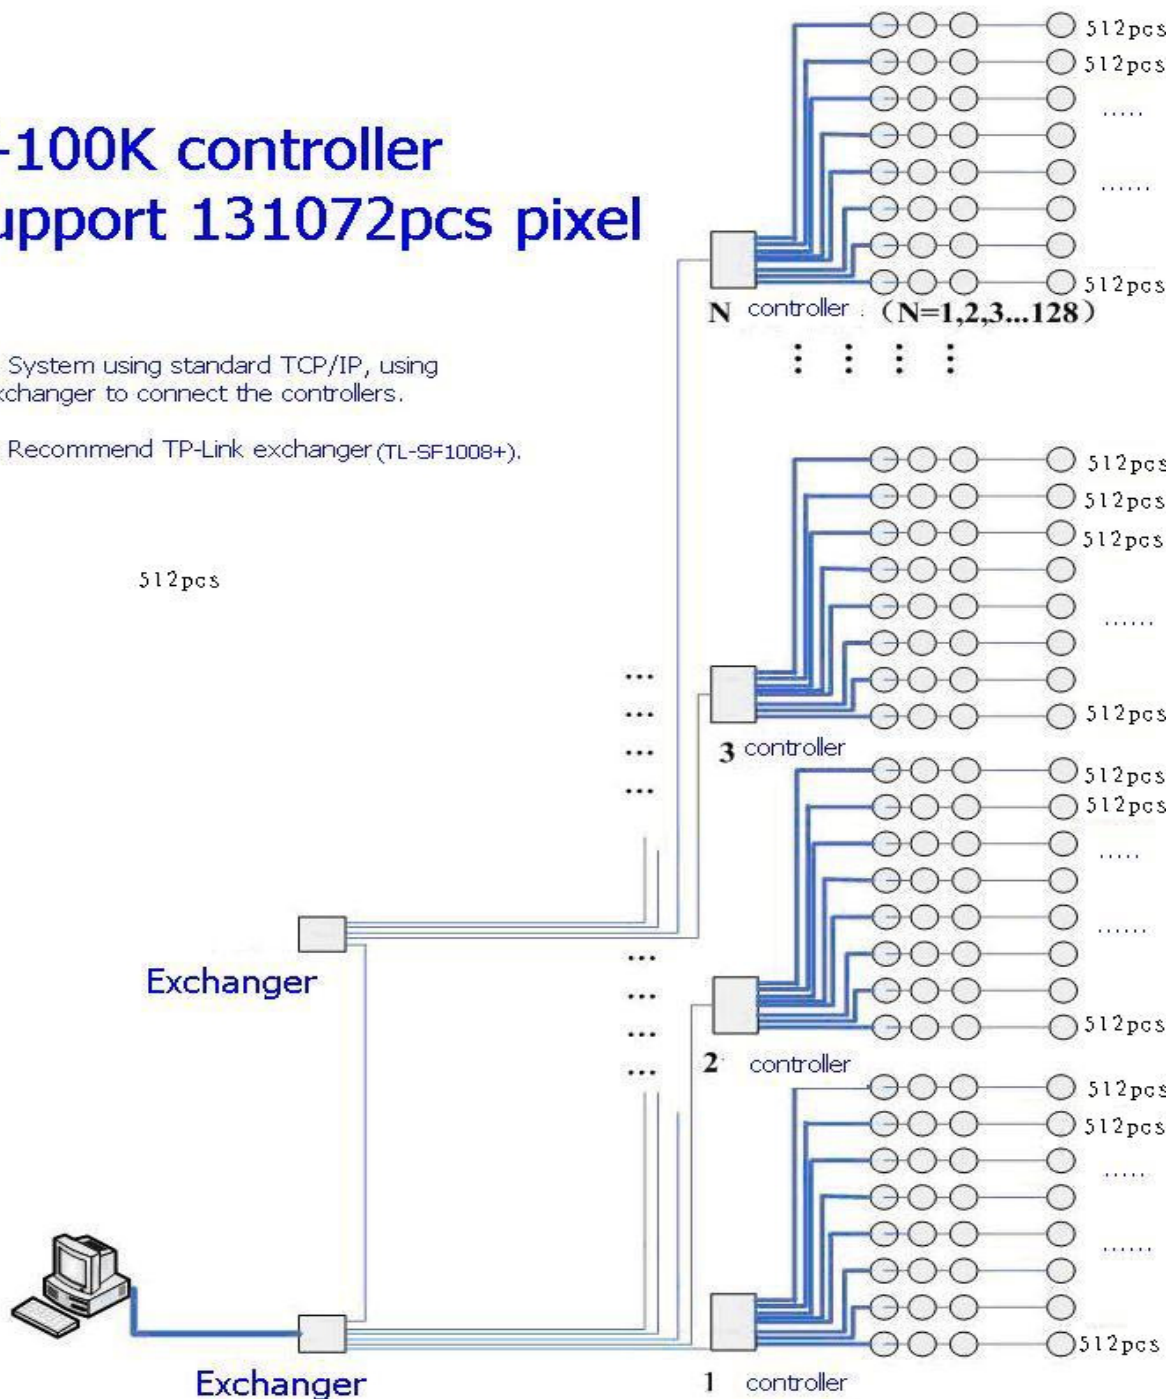 512pcs
512pcs
.....
-100K controller
upport 131072pcs pixel
......
512pcs
N controller : (N=1,2,3...128)
System using standard TCP/IP, using
xchanger to connect the controllers.
Recommend TP-Link exchanger(TL-SF1008+).
512pcs
512pcs
512pcs
512pcs
......
...
...
512pcs
3 controller
...
512pcs
...
512pcs
.....
......
Exchanger
...
...
512pcs
...
2 controller
...
512pcs
512pcs
.....
......
512pcs
Exchanger
1 controller